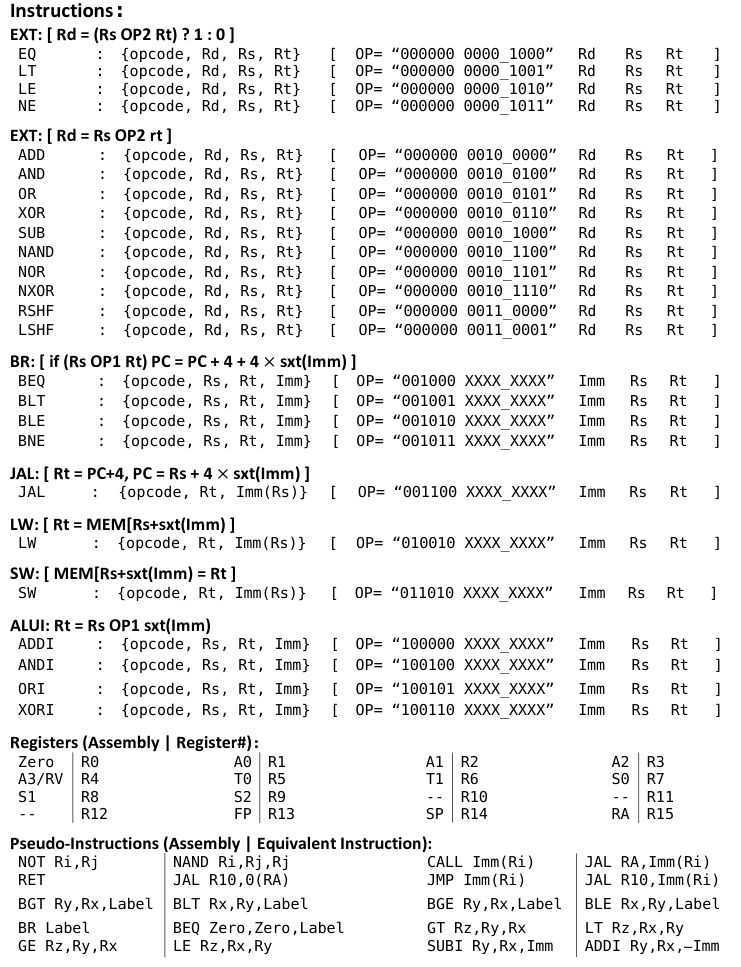 Instructions:
EXT: [ Rd = (Rs OP2 Rt) ? 1 : 0 ]
EQ : {opcode, Rd, Rs, Rt} [ OP= “000000 0000_1000” Rd Rs Rt ]
LT : {opcode, Rd, Rs, Rt} [ OP= “000000 0000_1001” Rd Rs Rt ]
LE : {opcode, Rd, Rs, Rt} [ OP= “000000 0000_1010” Rd Rs Rt ]
NE : {opcode, Rd, Rs, Rt} [ OP= “000000 0000_1011” Rd Rs Rt ]
EXT: [ Rd = Rs OP2 rt ]
ADD : {opcode, Rd, Rs, Rt} [ OP= “000000 0010_0000” Rd Rs Rt ]
AND : {opcode, Rd, Rs, Rt} [ OP= “000000 0010_0100” Rd Rs Rt ]
OR : {opcode, Rd, Rs, Rt} [ OP= “000000 0010_0101” Rd Rs Rt ]
XOR : {opcode, Rd, Rs, Rt} [ OP= “000000 0010_0110” Rd Rs Rt ]
SUB : {opcode, Rd, Rs, Rt} [ OP= “000000 0010_1000” Rd Rs Rt ]
NAND : {opcode, Rd, Rs, Rt} [ OP= “000000 0010_1100” Rd Rs Rt ]
NOR : {opcode, Rd, Rs, Rt} [ OP= “000000 0010_1101” Rd Rs Rt ]
NXOR : {opcode, Rd, Rs, Rt} [ OP= “000000 0010_1110” Rd Rs Rt ]
RSHF : {opcode, Rd, Rs, Rt} [ OP= “000000 0011_0000” Rd Rs Rt ]
LSHF : {opcode, Rd, Rs, Rt} [ OP= “000000 0011_0001” Rd Rs Rt ]
BR: [ if (Rs OP1 Rt) PC = PC + 4 + 4 × sxt(Imm) ]
BEQ : {opcode, Rs, Rt, Imm} [ OP= “001000 XXXX_XXXX” Imm Rs Rt ]
BLT : {opcode, Rs, Rt, Imm} [ OP= “001001 XXXX_XXXX” Imm Rs Rt ]
BLE : {opcode, Rs, Rt, Imm} [ OP= “001010 XXXX_XXXX” Imm Rs Rt ]
BNE : {opcode, Rs, Rt, Imm} [ OP= “001011 XXXX_XXXX” Imm Rs Rt ]
JAL: [ Rt = PC+4, PC = Rs + 4 × sxt(Imm) ]
JAL : {opcode, Rt, Imm(Rs)} [ OP= “001100 XXXX_XXXX” Imm Rs Rt ]
LW: [ Rt = MEM[Rs+sxt(Imm) ]
LW : {opcode, Rt, Imm(Rs)} [ OP= “010010 XXXX_XXXX” Imm Rs Rt ]
SW: [ MEM[Rs+sxt(Imm) = Rt ]
SW : {opcode, Rt, Imm(Rs)} [ OP= “011010 XXXX_XXXX” Imm Rs Rt ]
ALUI: Rt = Rs OP1 sxt(Imm)
ADDI : {opcode, Rs, Rt, Imm} [ OP= “100000 XXXX_XXXX” Imm Rs Rt ]
ANDI : {opcode, Rs, Rt, Imm} [ OP= “100100 XXXX_XXXX” Imm Rs Rt ]
ORI : {opcode, Rs, Rt, Imm} [ OP= “100101 XXXX_XXXX” Imm Rs Rt ]
XORI : {opcode, Rs, Rt, Imm} [ OP= “100110 XXXX_XXXX” Imm Rs Rt ]
Registers (Assembly | Register#):
Zero R0 A0 R1 A1 R2 A2 R3
A3/RV R4 T0 R5 T1 R6 S0 R7
S1 R8 S2 R9 -- R10 -- R11
-- R12 FP R13 SP R14 RA R15
Pseudo-Instructions (Assembly | Equivalent Instruction):
NOT Ri,Rj NAND Ri,Rj,Rj CALL Imm(Ri) JAL RA,Imm(Ri)
RET JAL R10,0(RA) JMP Imm(Ri) JAL R10,Imm(Ri)
BGT Ry,Rx,Label BLT Rx,Ry,Label BGE Ry,Rx,Label BLE Rx,Ry,Label
BR Label BEQ Zero,Zero,Label GT Rz,Ry,Rx LT Rz,Rx,Ry
GE Rz,Ry,Rx LE Rz,Rx,Ry SUBI Ry,Rx,Imm ADDI Ry,Rx,–Imm